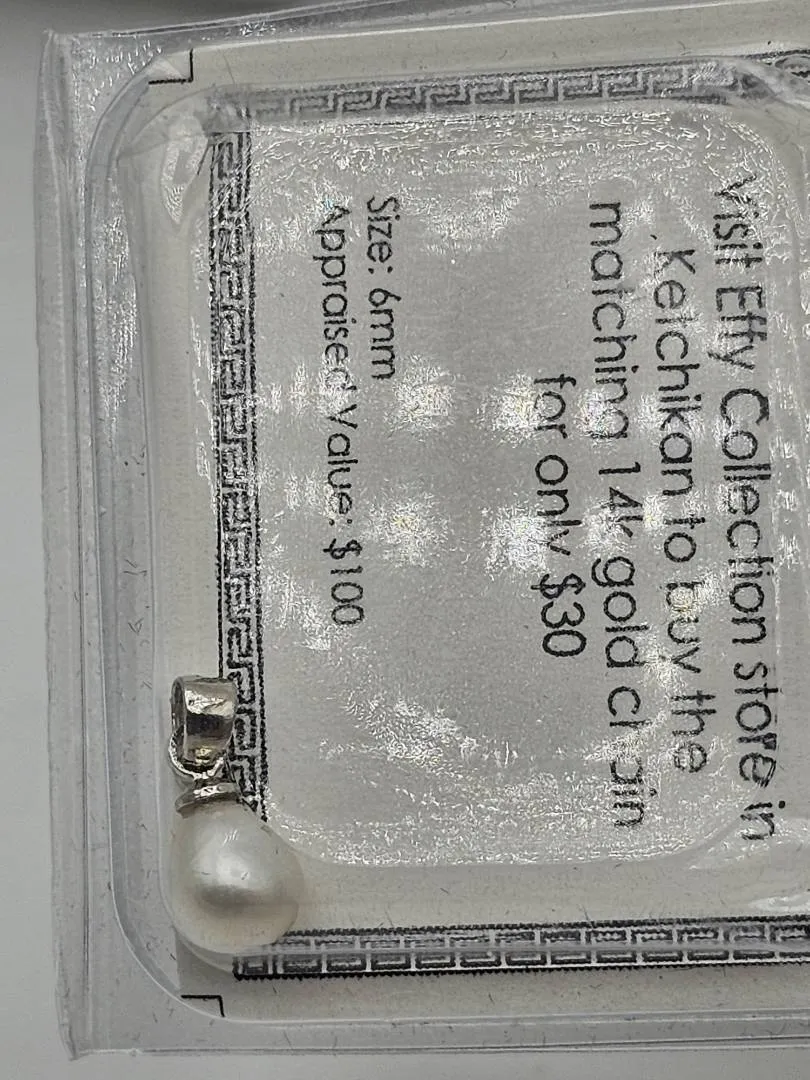 Visit Effy Collection store in
Ketchikan to buy the
matching 14k gold chain
for only $30
Size: 6mm
Appraised Value: $100